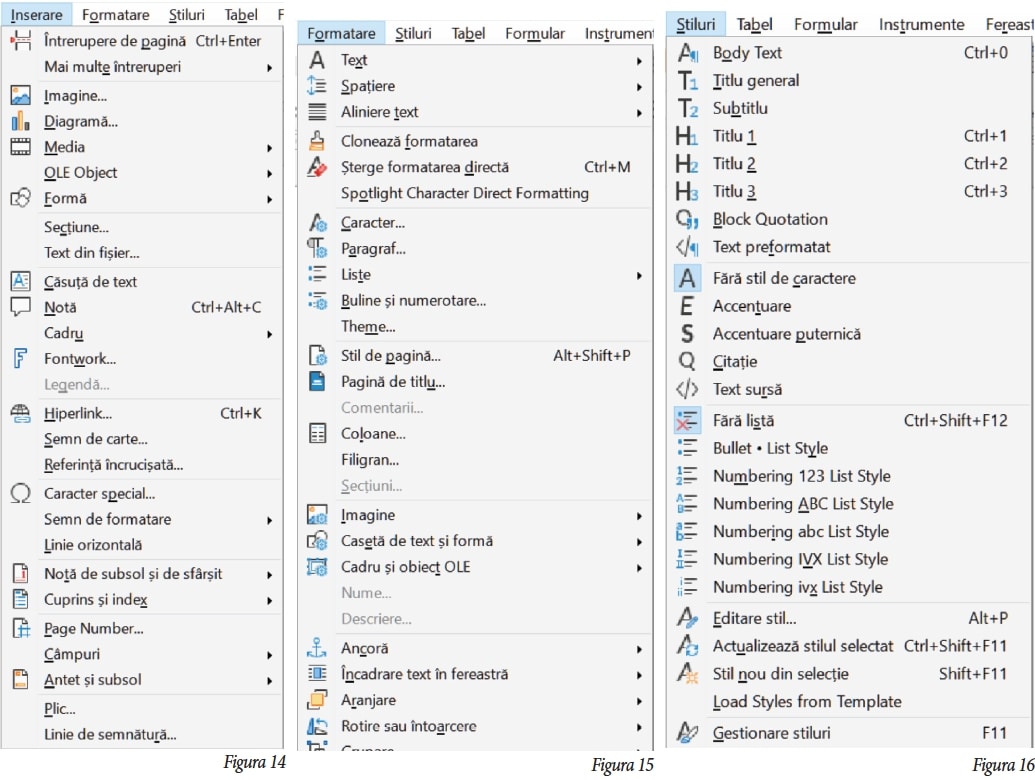 Inserare Formatare Stiluri Tabel F
Întrerupere de pagină Ctrl+Enter
Mai multe întreruperi
Imagine...
Diagramă...
Media
OLE Object
Formă
Secțiune...
Text din fișier...
Căsuță de text
Notă Ctrl+Alt+C
Cadru
Fontwork...
Legendă...
Hiperlink... Ctrl+K
Semn de carte...
Referință încrucișată...
Caracter special...
Semn de formatare
Linie orizontală
Notă de subsol și de sfârșit
Cuprins și index
Page Number...
Câmpuri
Antet și subsol
Plic...
Linie de semnătură...
Figura 14
Formatare Stiluri Tabel Formular Instrument
Text
Spațiere
Aliniere text
Clonează formatarea
Șterge formatarea directă Ctrl+M
Spotlight Character Direct Formatting
Caracter...
Paragraf...
Liste
Buline și numerotare...
Theme...
Stil de pagină... Alt+Shift+P
Pagină de titlu...
Comentarii...
Coloane...
Filigran...
Secțiuni...
Imagine
Casetă de text și formă
Cadru și obiect OLE
Nume...
Descriere...
Ancoră
Încadrare text în fereastră
Aranjare
Rotire sau întoarcere
Grupare
Figura 15
Stiluri Tabel Formular Instrumente Fereast
Body Text Ctrl+0
Titlu general
Subtitlu
Titlu 1 Ctrl+1
Titlu 2 Ctrl+2
Titlu 3 Ctrl+3
Block Quotation
Text preformatat
Fără stil de caractere
Accentuare
Accentuare puternică
Citație
Text sursă
Fără listă Ctrl+Shift+F12
Bullet • List Style
Numbering 123 List Style
Numbering ABC List Style
Numbering abc List Style
Numbering IVX List Style
Numbering ivx List Style
Editare stil... Alt+P
Actualizează stilul selectat Ctrl+Shift+F11
Stil nou din selecție Shift+F11
Load Styles from Template
Gestionare stiluri F11
Figura 16